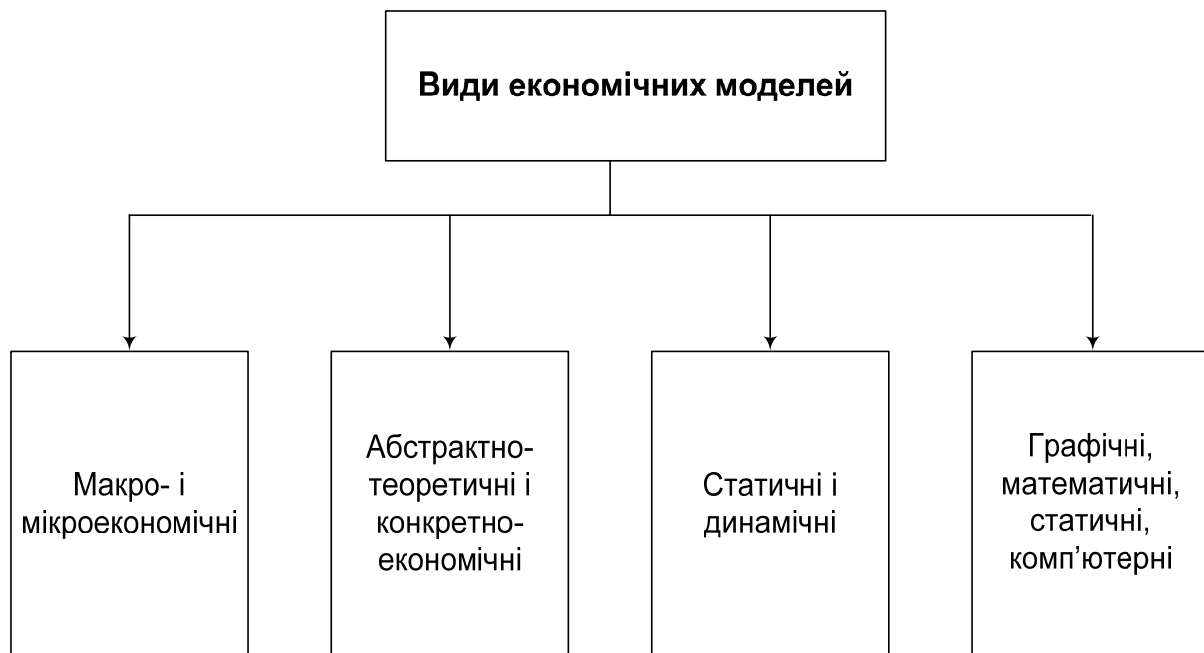 Види економічних моделей
Макро- і
мікроекономічні
Абстрактно-
теоретичні і
конкретно-
економічні
Статичні і
динамічні
Графічні,
математичні,
статичні,
комп’ютерні